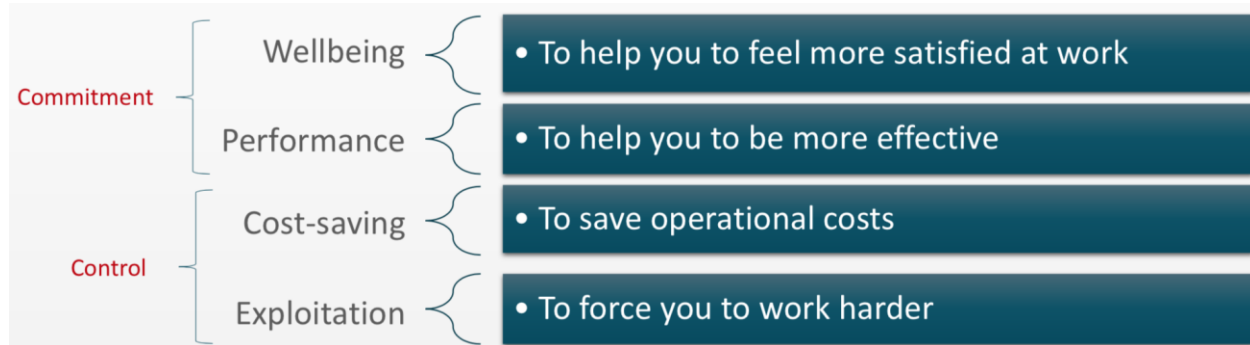 Wellbeing
• To help you to feel more satisfied at work
Commitment
Performance
• To help you to be more effective
Cost-saving
• To save operational costs
Control
Exploitation
• To force you to work harder